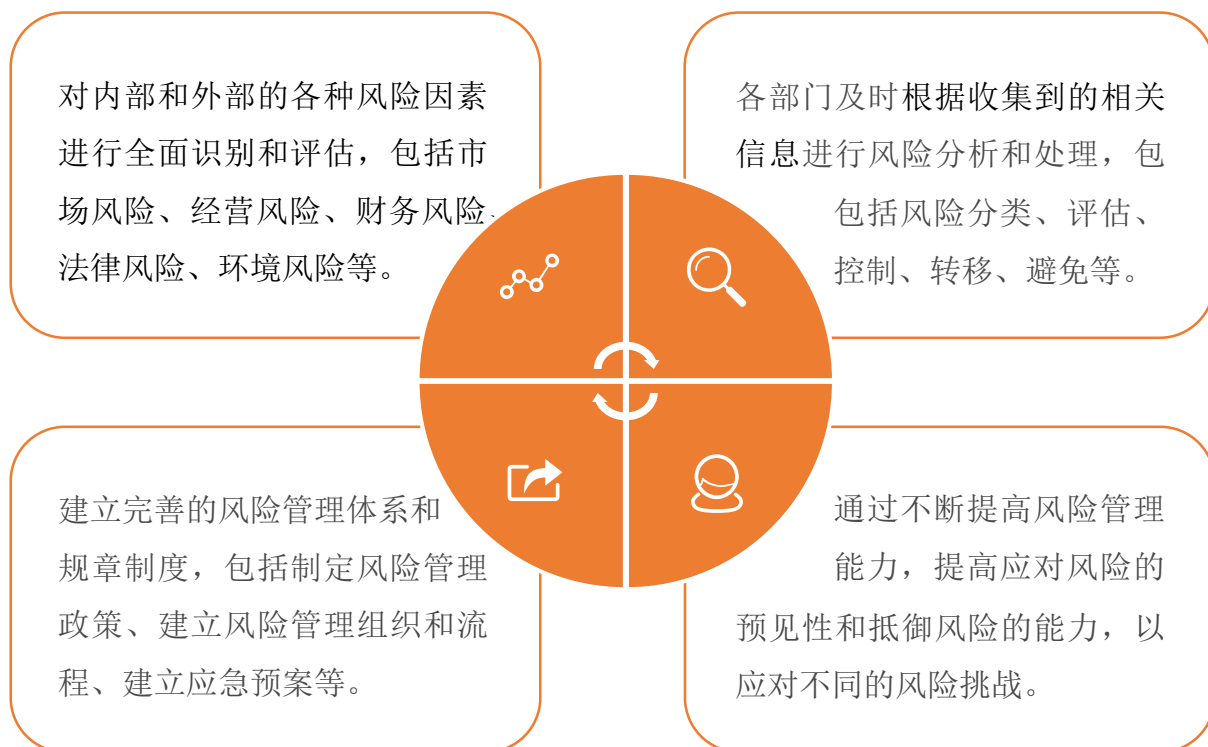 对内部和外部的各种风险因素
进行全面识别和评估，包括市
场风险、经营风险、财务风险、
法律风险、环境风险等。
各部门及时根据收集到的相关
信息进行风险分析和处理，包
包括风险分类、评估、
控制、转移、避免等。
建立完善的风险管理体系和
规章制度，包括制定风险管理
政策、建立风险管理组织和流
程、建立应急预案等。
通过不断提高风险管理
能力，提高应对风险的
预见性和抵御风险的能力，以
应对不同的风险挑战。